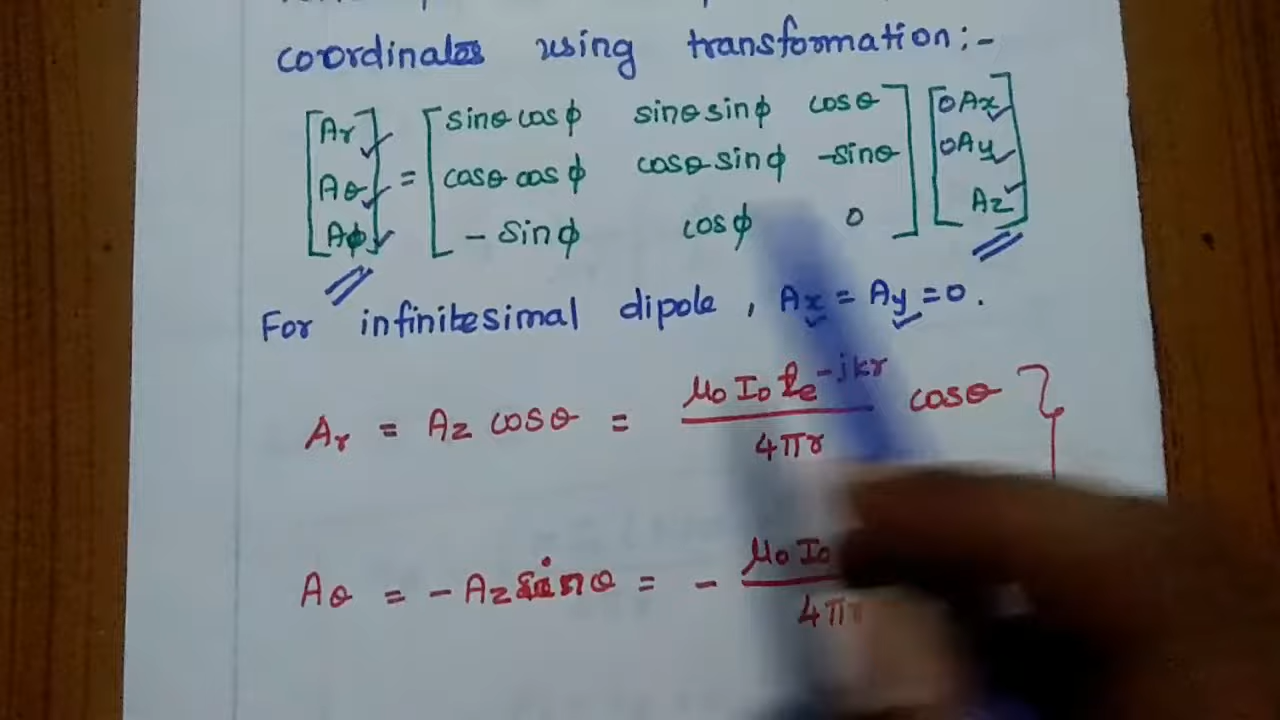 coordinates using transformation:-
[Ar Aθ Aϕ] = [sinθ cosϕ sinθ sinϕ cosθ cosθ cosϕ cosθ sinϕ -sinθ - sinϕ cosϕ 0] [0Ax 0Ay Az]
For infinitesimal dipole, Ax = Ay = 0.
Ar = Az cosθ = μ0 I0 l e^-jkr / 4πr cosθ
Aθ = - Az sinθ = - μ0 I0 / 4πr